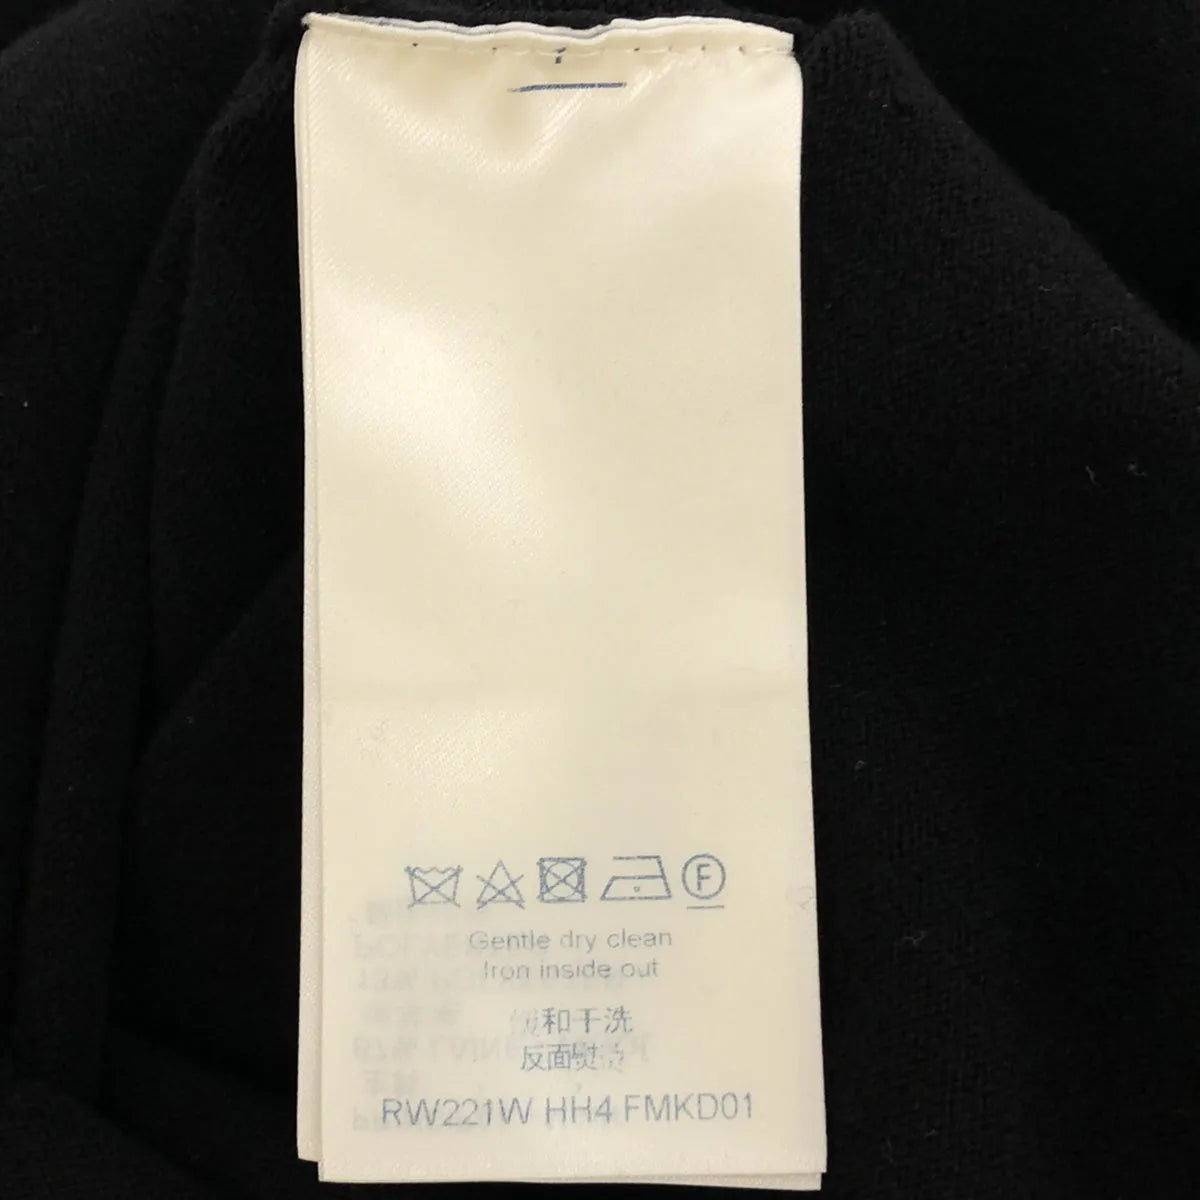 F
Gentle dry clean
Iron inside out
缓和干洗
反面熨烫
RW221W HH4 FMKD01